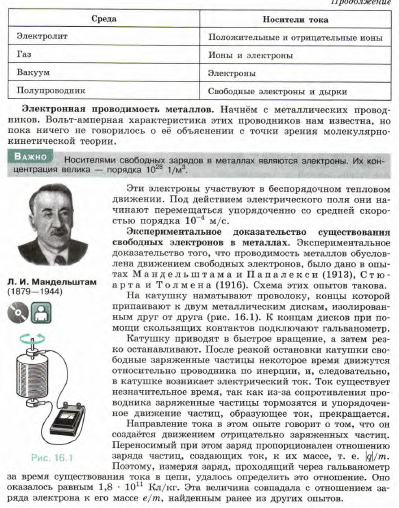 Продолжение
Среда Носители тока
Электролит Положительные и отрицательные ионы
Газ Ионы и электроны
Вакуум Электроны
Полупроводник Свободные электроны и дырки
Электронная проводимость металлов. Начнём с металлических провод-
ников. Вольт-амперная характеристика этих проводников нам известна, но
пока ничего не говорилось о её объяснении с точки зрения молекулярно-
кинетической теории.
ВАЖНО Носителями свободных зарядов в металлах являются электроны. Их кон-
центрация велика — порядка 10²⁸ 1/м³.
Эти электроны участвуют в беспорядочном тепловом
движении. Под действием электрического поля они на-
чинают перемещаться упорядоченно со средней скоро-
стью порядка 10⁻⁴ м/с.
Экспериментальное доказательство существования
свободных электронов в металлах. Экспериментальное
доказательство того, что проводимость металлов обуслов-
лена движением свободных электронов, было дано в опы-
тах Мандельштама и Папалекси (1913), Стю-
арта и Толмена (1916). Схема этих опытов такова.
Л. И. Мандельштам
(1879—1944)
На катушку наматывают проволоку, концы которой
припаивают к двум металлическим дискам, изолирован-
ным друг от друга (рис. 16.1). К концам дисков при по-
мощи скользящих контактов подключают гальванометр.
Катушку приводят в быстрое вращение, а затем рез-
ко останавливают. После резкой остановки катушки сво-
бодные заряженные частицы некоторое время движутся
относительно проводника по инерции, и, следовательно,
в катушке возникает электрический ток. Ток существует
незначительное время, так как из-за сопротивления про-
водника заряженные частицы тормозятся и упорядочен-
ное движение частиц, образующее ток, прекращается.
Направление тока в этом опыте говорит о том, что он
создаётся движением отрицательно заряженных частиц.
Переносимый при этом заряд пропорционален отношению
заряда частиц, создающих ток, к их массе, т. е. |q|/m.
Рис. 16.1
Поэтому, измеряя заряд, проходящий через гальванометр
за время существования тока в цепи, удалось определить это отношение. Оно
оказалось равным 1,8 · 10¹¹ Кл/кг. Эта величина совпадала с отношением за-
ряда электрона к его массе e/m, найденным ранее из других опытов.